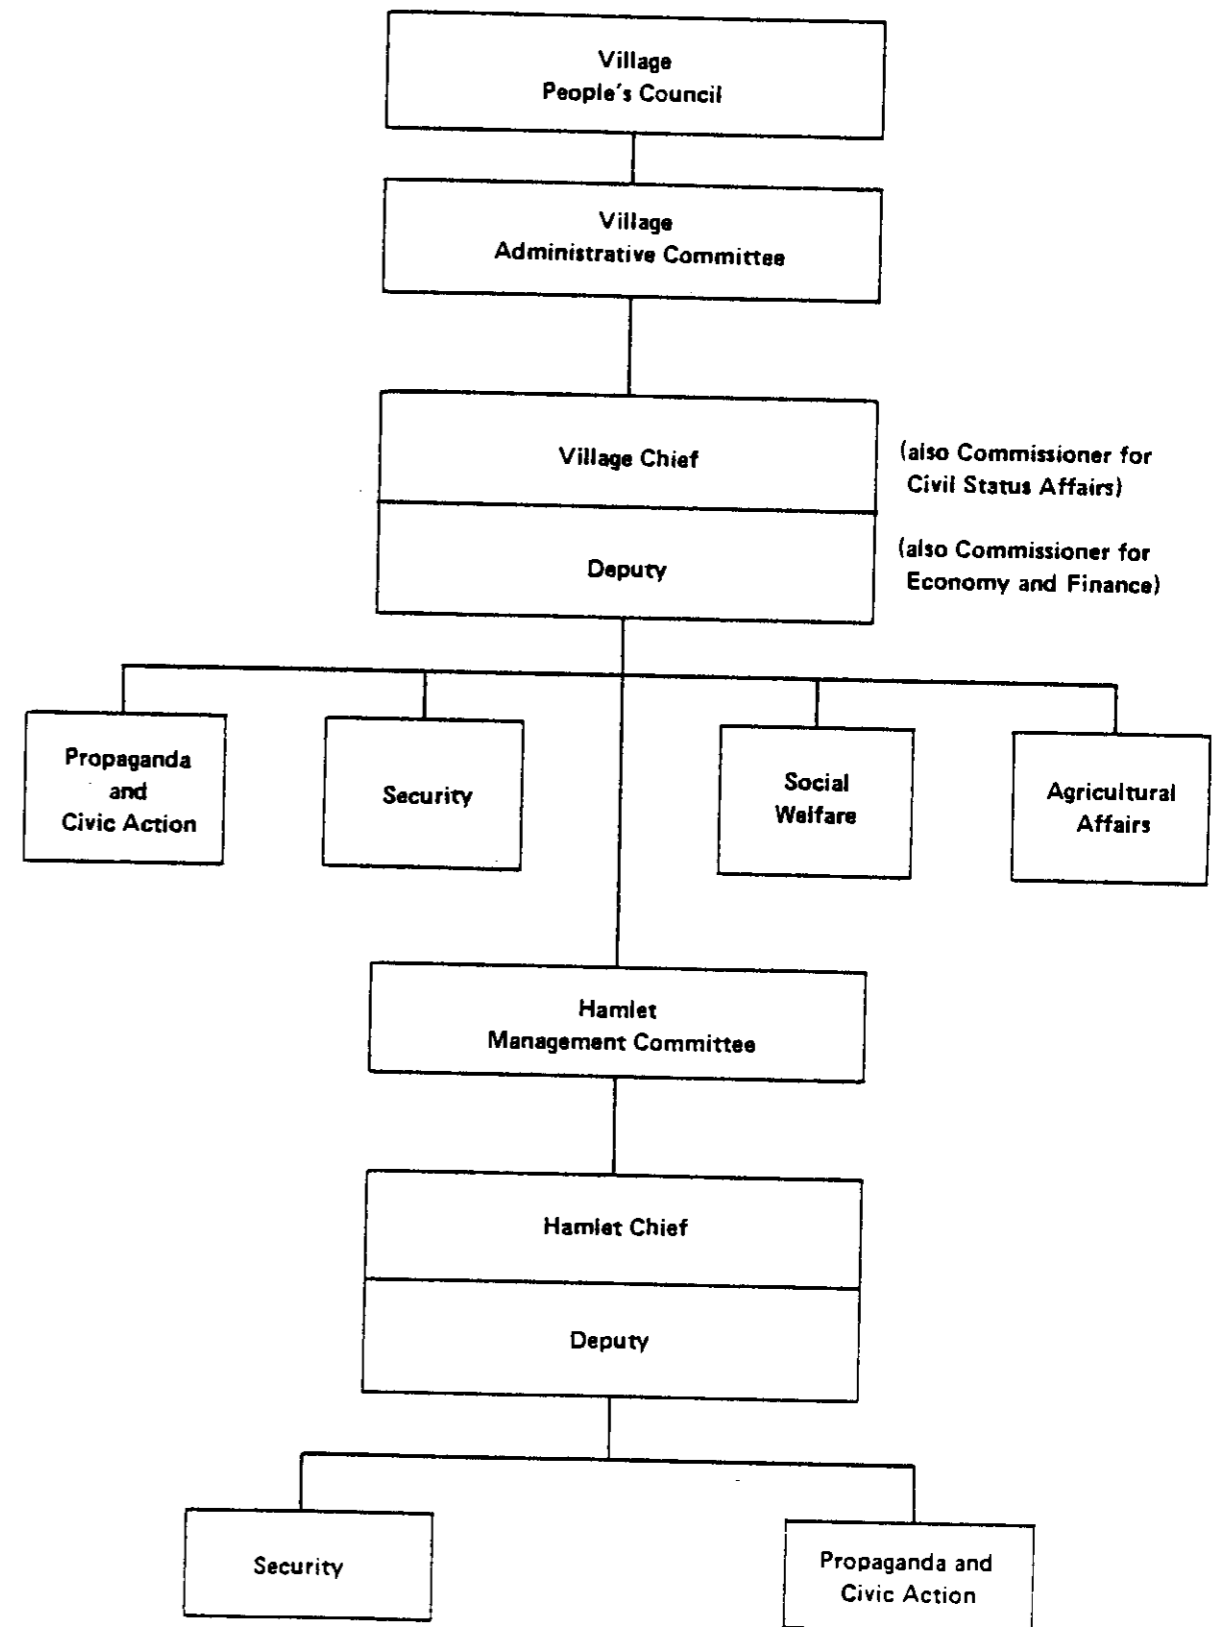 Village
People's Council
Village
Administrative Committee
Village Chief
(also Commissioner for
Civil Status Affairs)
Deputy
(also Commissioner for
Economy and Finance)
Propaganda
and
Civic Action
Security
Social
Welfare
Agricultural
Affairs
Hamlet
Management Committee
Hamlet Chief
Deputy
Security
Propaganda and
Civic Action